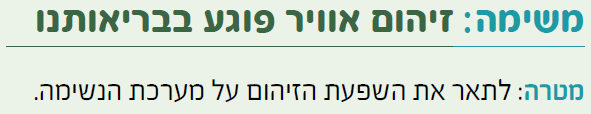 משימה: זיהום אוויר פוגע בבריאותנו
מטרה: לתאר את השפעת הזיהום על מערכת הנשימה.